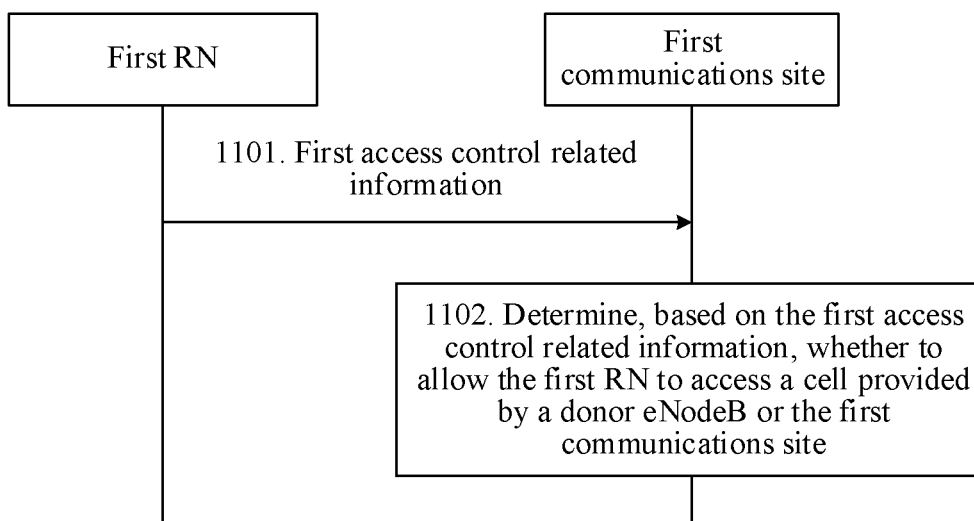 First RN
First
communications site
1101. First access control related
information
1102. Determine, based on the first access
control related information, whether to
allow the first RN to access a cell provided
by a donor eNodeB or the first
communications site